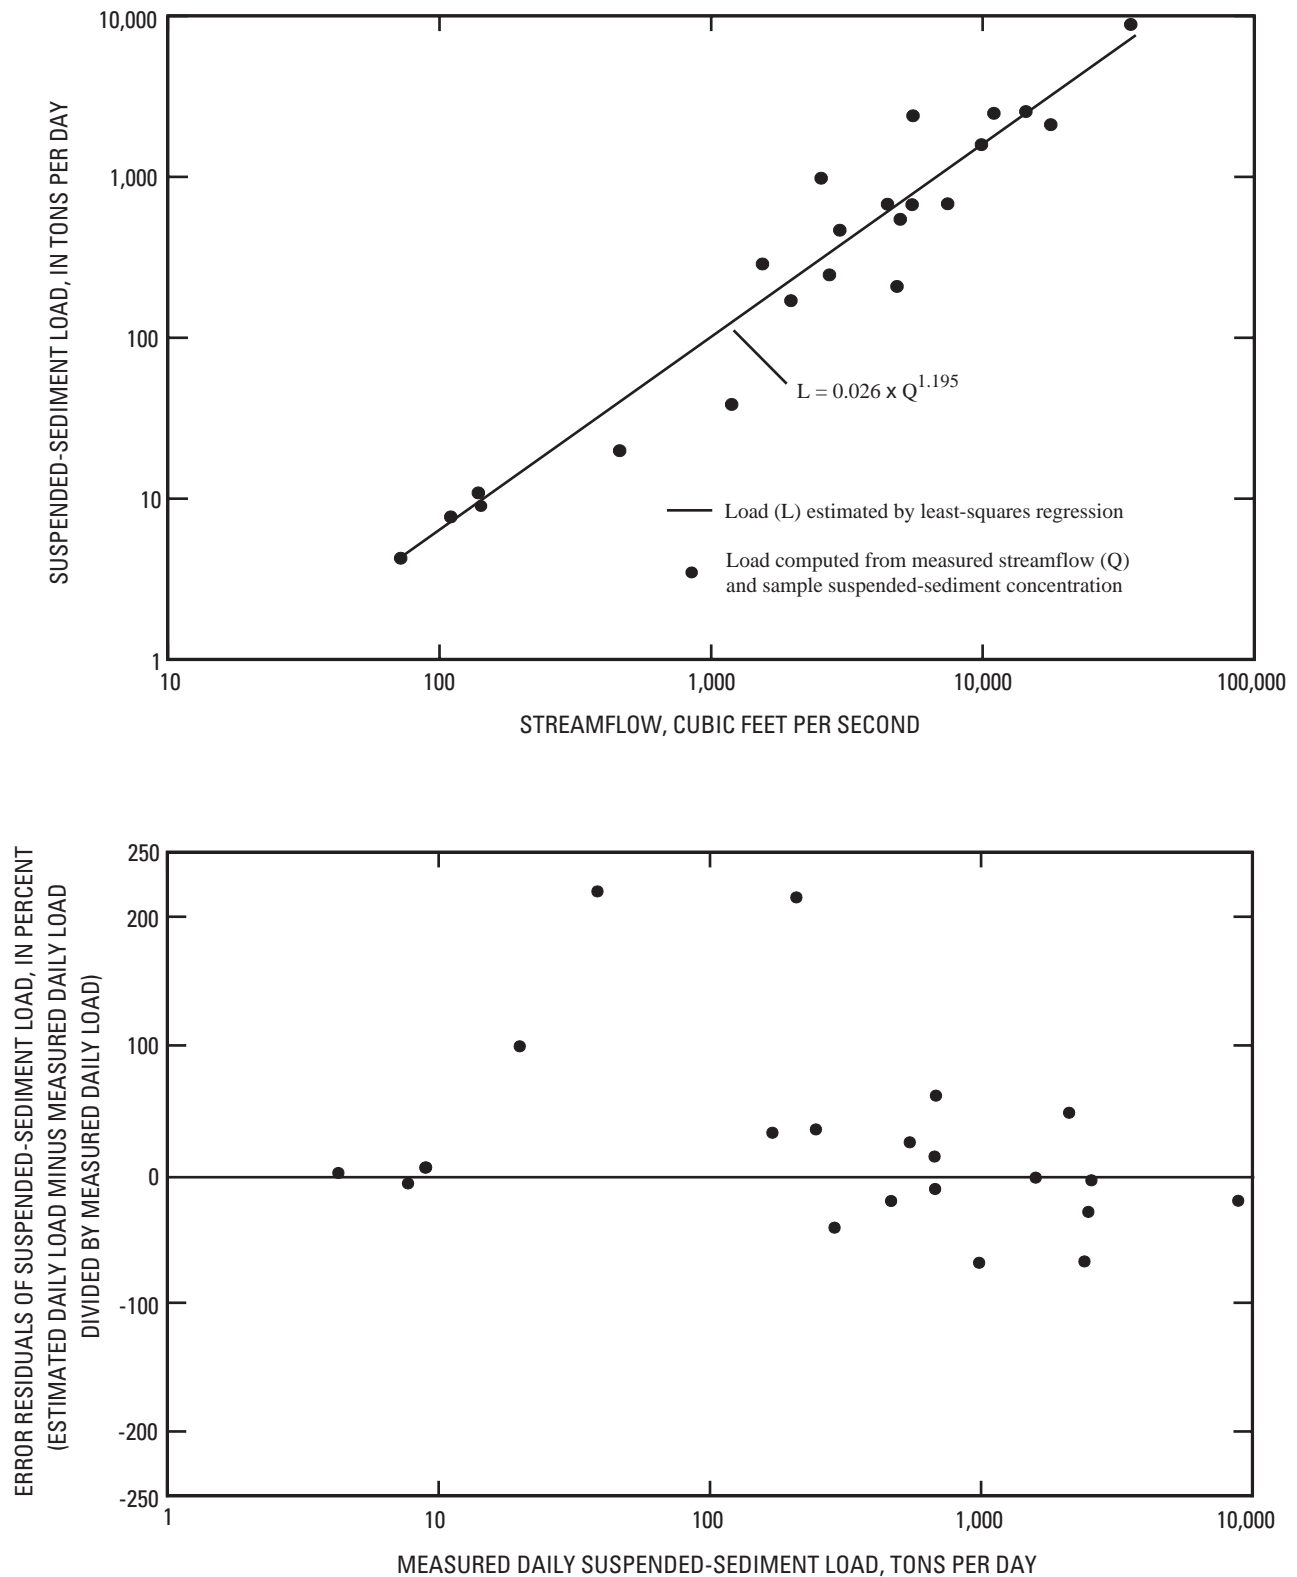 10,000
1,000
100
10
1
SUSPENDED-SEDIMENT LOAD, IN TONS PER DAY
L = 0.026 x Q^1.195
Load (L) estimated by least-squares regression
Load computed from measured streamflow (Q)
and sample suspended-sediment concentration
10
100
1,000
10,000
100,000
STREAMFLOW, CUBIC FEET PER SECOND
ERROR RESIDUALS OF SUSPENDED-SEDIMENT LOAD, IN PERCENT
(ESTIMATED DAILY LOAD MINUS MEASURED DAILY LOAD
DIVIDED BY MEASURED DAILY LOAD)
250
200
100
0
-100
-200
-250
1
10
100
1,000
10,000
MEASURED DAILY SUSPENDED-SEDIMENT LOAD, TONS PER DAY